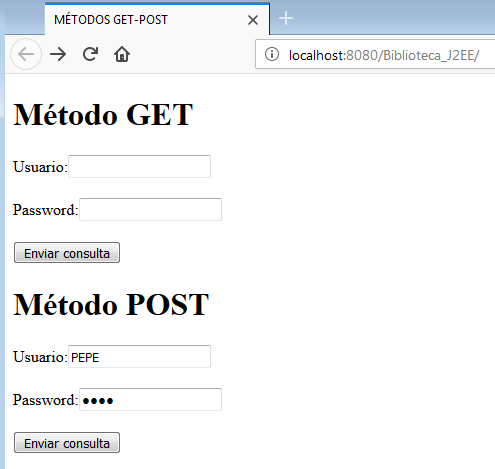 MÉTODOS GET-POST
localhost:8080/Biblioteca_J2EE/
Método GET
Usuario:
Password:
Enviar consulta
Método POST
Usuario: PEPE
Password: ●●●●
Enviar consulta